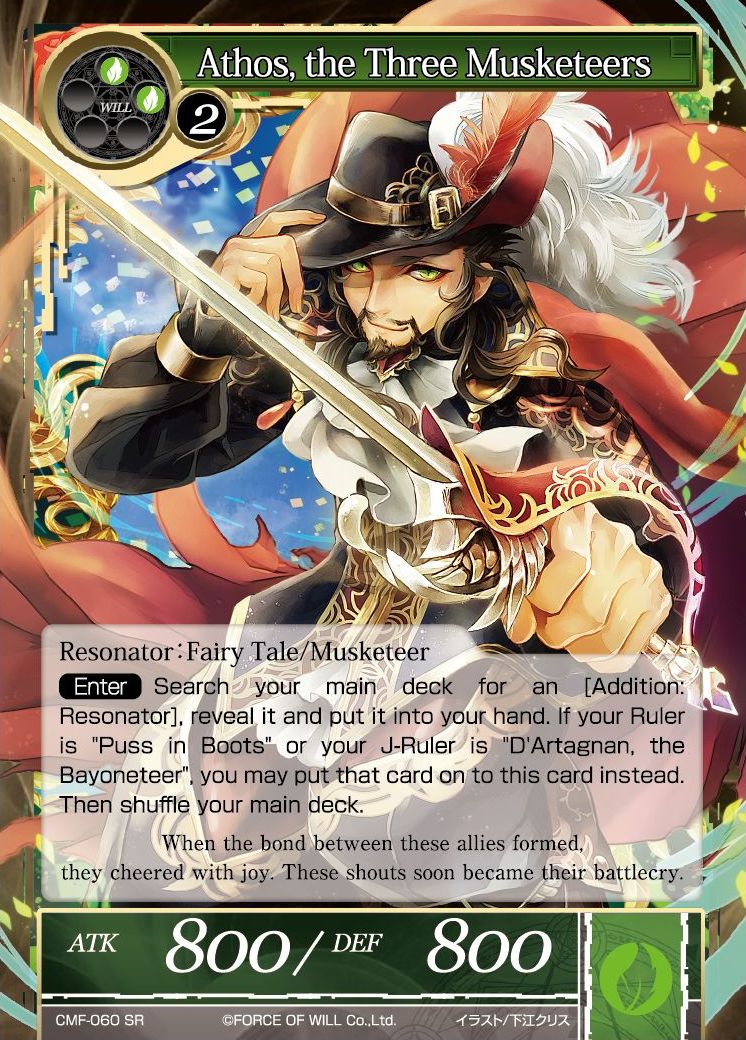 Athos, the Three Musketeers
WILL
2
Resonator:Fairy Tale/Musketeer
Enter Search your main deck for an [Addition:
Resonator], reveal it and put it into your hand. If your Ruler
is "Puss in Boots" or your J-Ruler is "D'Artagnan, the
Bayoneteer", you may put that card on to this card instead.
Then shuffle your main deck.
When the bond between these allies formed,
they cheered with joy. These shouts soon became their battlecry.
ATK 800/ DEF 800
CMF-060 SR ©FORCE OF WILL Co.,Ltd. イラスト/下江クリス